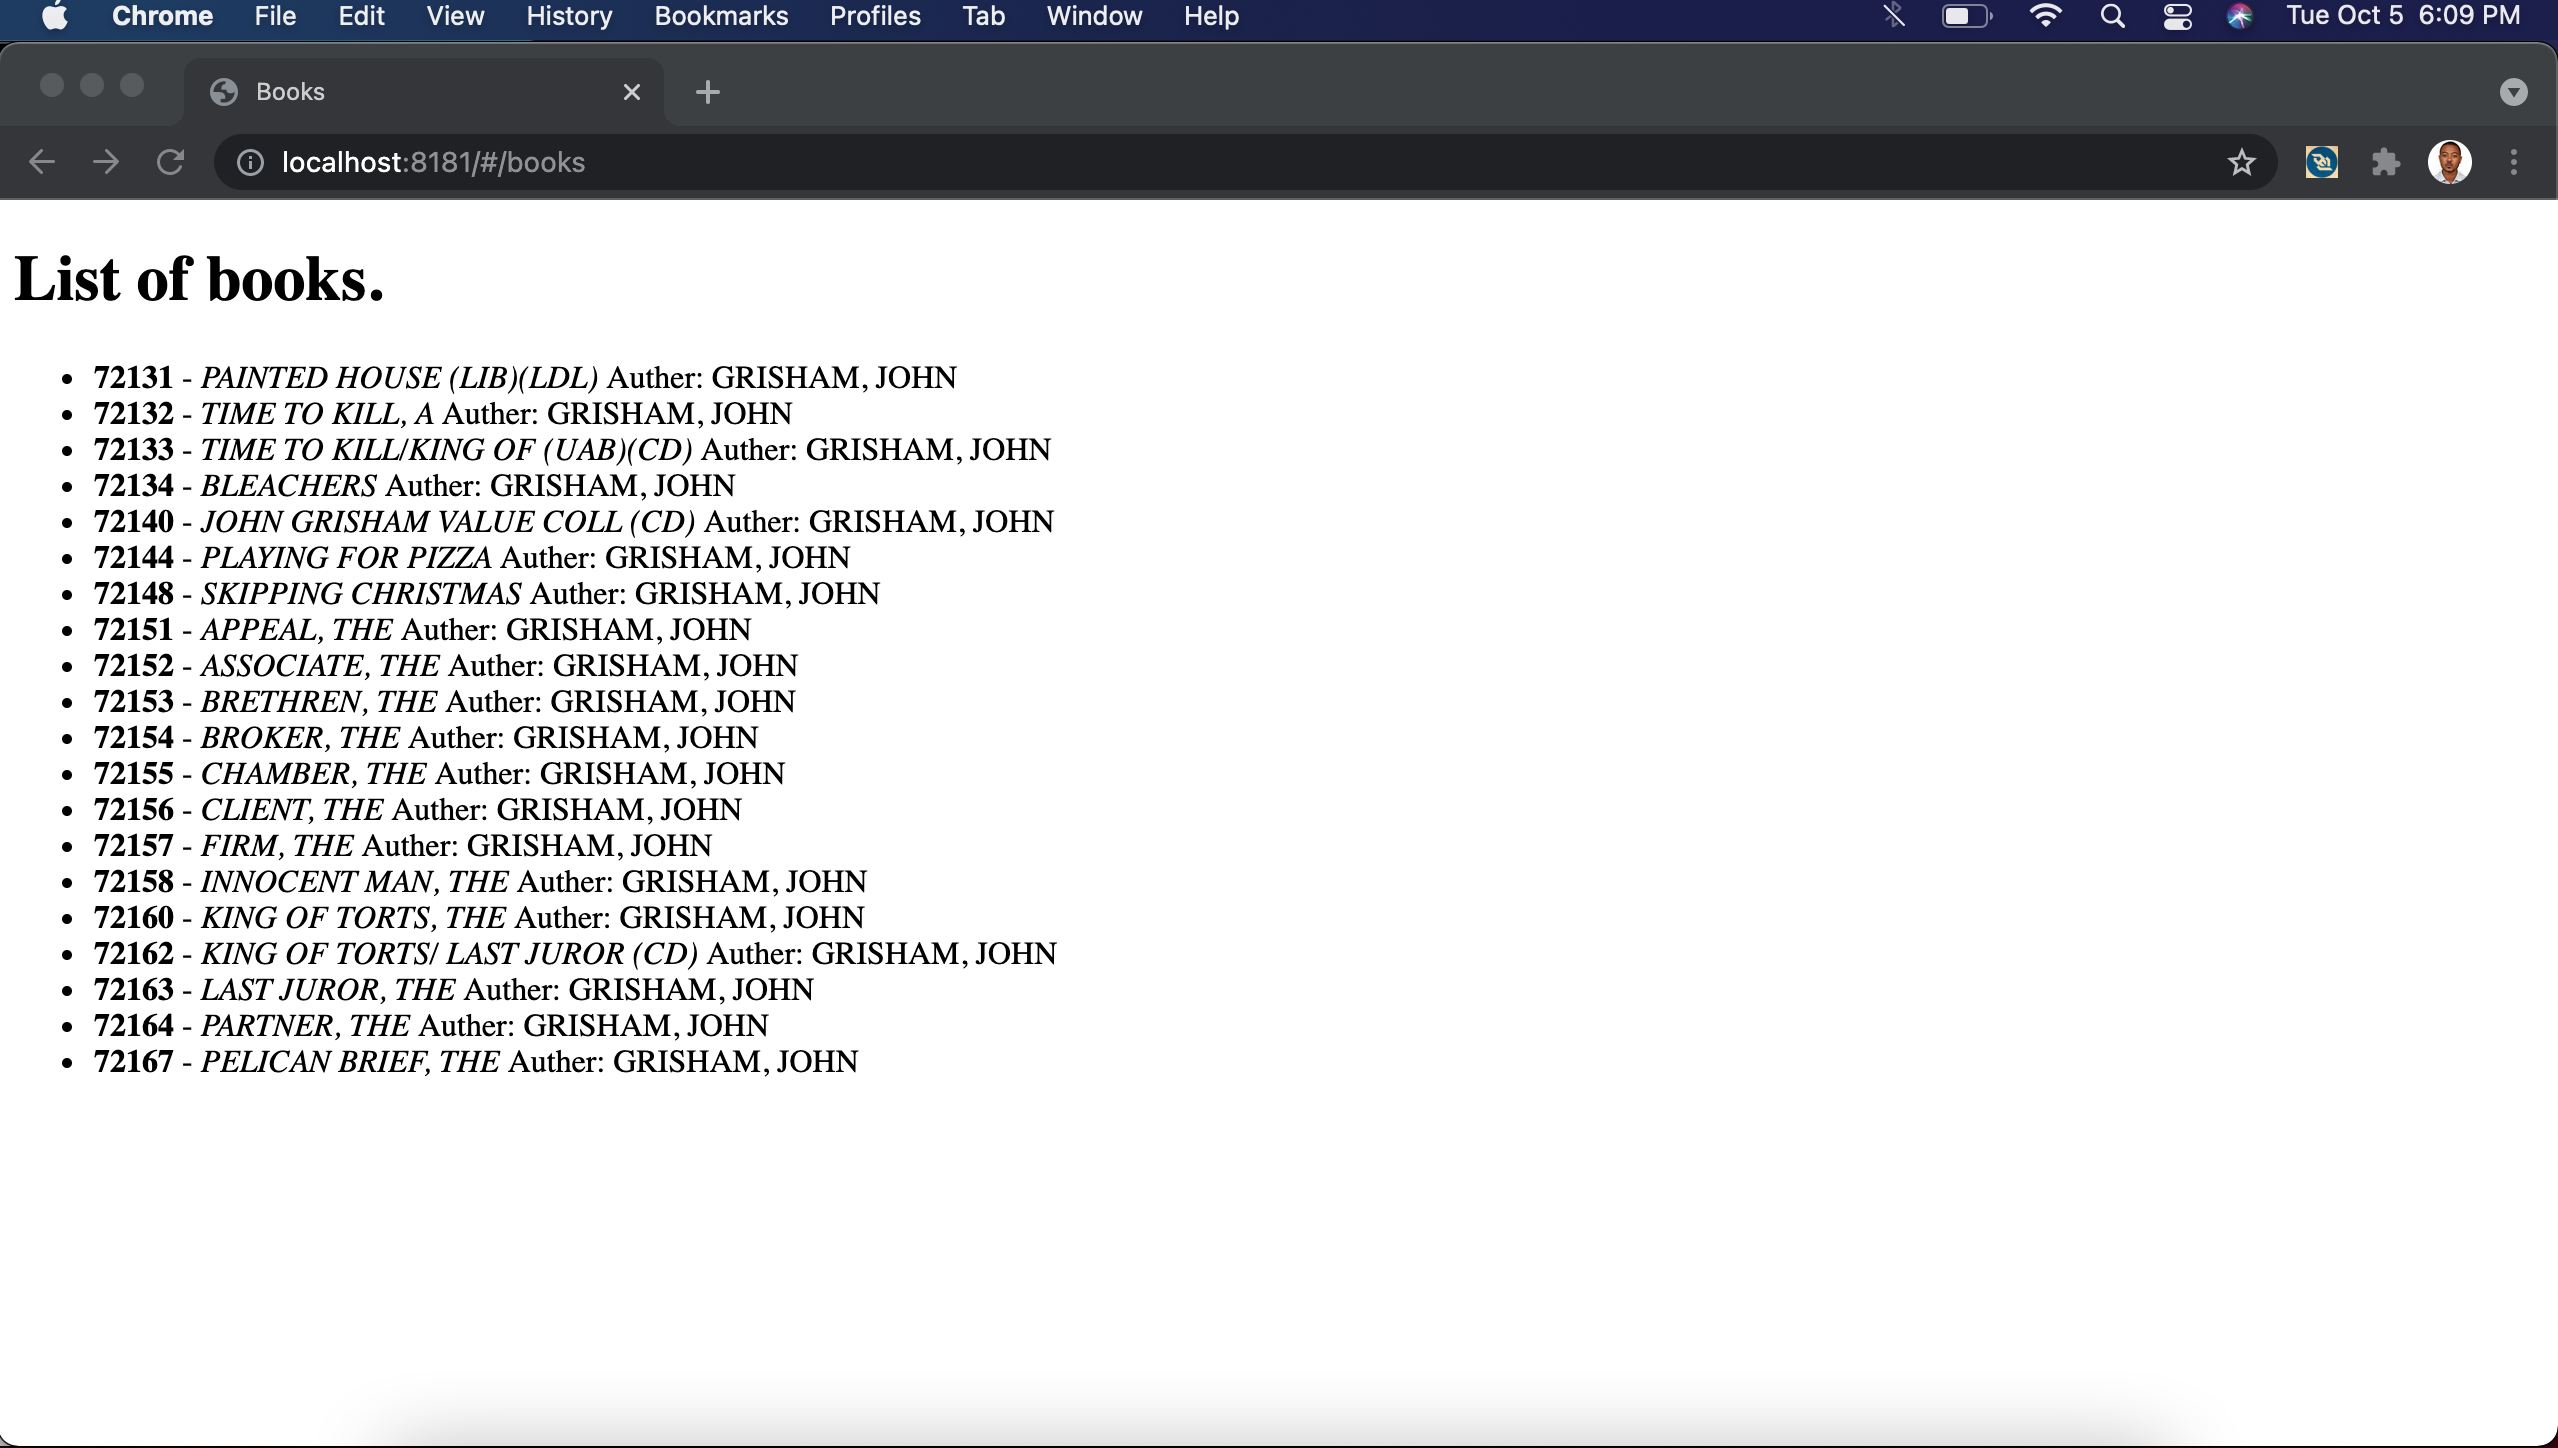 Chrome File Edit View History Bookmarks Profiles Tab Window Help Tue Oct 5 6:09 PM
Books
localhost:8181/#/books
List of books.
72131 - PAINTED HOUSE (LIB)(LDL) Auther: GRISHAM, JOHN
72132 - TIME TO KILL, A Auther: GRISHAM, JOHN
72133 - TIME TO KILL/KING OF (UAB)(CD) Auther: GRISHAM, JOHN
72134 - BLEACHERS Auther: GRISHAM, JOHN
72140 - JOHN GRISHAM VALUE COLL (CD) Auther: GRISHAM, JOHN
72144 - PLAYING FOR PIZZA Auther: GRISHAM, JOHN
72148 - SKIPPING CHRISTMAS Auther: GRISHAM, JOHN
72151 - APPEAL, THE Auther: GRISHAM, JOHN
72152 - ASSOCIATE, THE Auther: GRISHAM, JOHN
72153 - BRETHREN, THE Auther: GRISHAM, JOHN
72154 - BROKER, THE Auther: GRISHAM, JOHN
72155 - CHAMBER, THE Auther: GRISHAM, JOHN
72156 - CLIENT, THE Auther: GRISHAM, JOHN
72157 - FIRM, THE Auther: GRISHAM, JOHN
72158 - INNOCENT MAN, THE Auther: GRISHAM, JOHN
72160 - KING OF TORTS, THE Auther: GRISHAM, JOHN
72162 - KING OF TORTS/ LAST JUROR (CD) Auther: GRISHAM, JOHN
72163 - LAST JUROR, THE Auther: GRISHAM, JOHN
72164 - PARTNER, THE Auther: GRISHAM, JOHN
72167 - PELICAN BRIEF, THE Auther: GRISHAM, JOHN